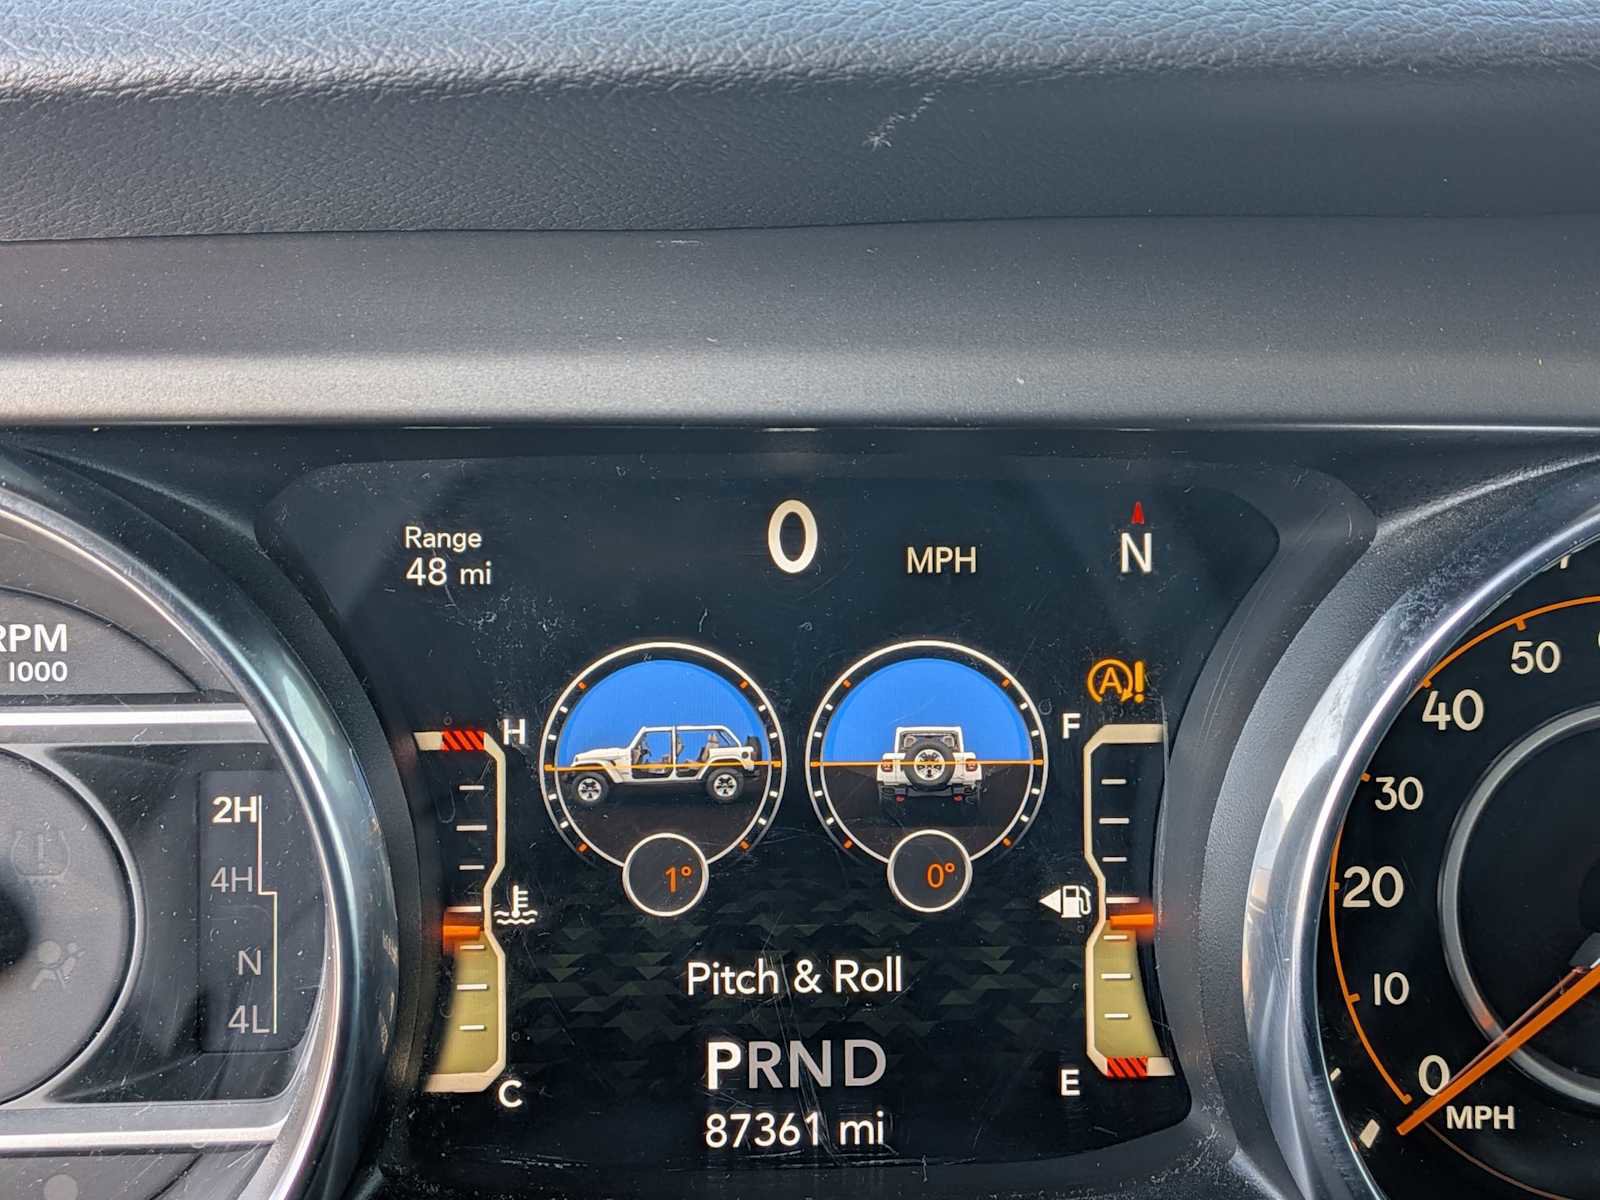 0
MPH
N
Range
48 mi
RPM
1000
50
40
30
20
10
0
MPH
A!
H
F
2H
4H
N
4L
1°
0°
Pitch & Roll
PRND
C
E
87361 mi